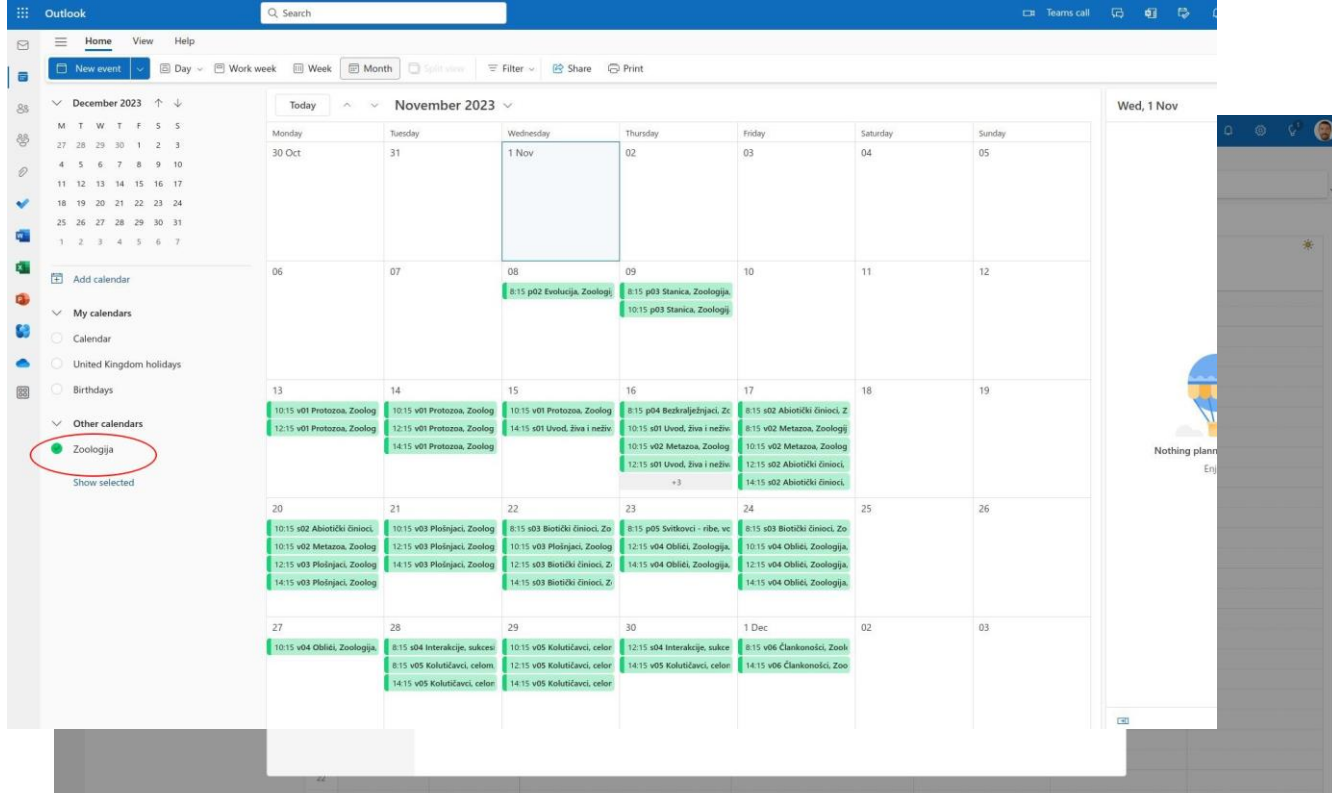 Outlook
Search
Teams call
Home View Help
New event Day Work week Week Month Split view Filter Share Print
December 2023
M T W T F S S
27 28 29 30 1 2 3
4 5 6 7 8 9 10
11 12 13 14 15 16 17
18 19 20 21 22 23 24
25 26 27 28 29 30 31
1 2 3 4 5 6 7
Add calendar
My calendars
Calendar
United Kingdom holidays
Birthdays
Other calendars
Zoologija
Show selected
Today November 2023
Monday Tuesday Wednesday Thursday Friday Saturday Sunday
30 Oct 31 1 Nov 02 03 04 05
06 07 08 09 10 11 12
8:15 p02 Evolucija, Zoologij 8:15 p03 Stanica, Zoologija,
10:15 p03 Stanica, Zoologij
13 14 15 16 17 18 19
10:15 v01 Protozoa, Zoolog 10:15 v01 Protozoa, Zoolog 10:15 v01 Protozoa, Zoolog 8:15 p04 Bezkralježnjaci, Zo 8:15 s02 Abiotički činioci, Z
12:15 v01 Protozoa, Zoolog 12:15 v01 Protozoa, Zoolog 14:15 s01 Uvod, živa i neživ 10:15 s01 Uvod, živa i neživ 8:15 v02 Metazoa, Zoologij
14:15 v01 Protozoa, Zoolog 10:15 v02 Metazoa, Zoolog 10:15 v02 Metazoa, Zoolog
12:15 s01 Uvod, živa i neživ 12:15 s02 Abiotički činioci,
+3 14:15 s02 Abiotički činioci,
20 21 22 23 24 25 26
10:15 s02 Abiotički činioci, 10:15 v03 Plošnjaci, Zoolog 8:15 s03 Biotički činioci, Zo 8:15 p05 Svitkovci - ribe, vo 8:15 s03 Biotički činioci, Zo
10:15 v02 Metazoa, Zoolog 12:15 v03 Plošnjaci, Zoolog 10:15 v03 Plošnjaci, Zoolog 12:15 v04 Oblići, Zoologija, 10:15 v04 Oblići, Zoologija,
12:15 v03 Plošnjaci, Zoolog 14:15 v03 Plošnjaci, Zoolog 12:15 s03 Biotički činioci, Z 14:15 v04 Oblići, Zoologija, 12:15 v04 Oblići, Zoologija,
14:15 v03 Plošnjaci, Zoolog 14:15 s03 Biotički činioci, Z 14:15 v04 Oblići, Zoologija,
27 28 29 30 1 Dec 02 03
10:15 v04 Oblići, Zoologija, 8:15 s04 Interakcije, sukcesi 10:15 v05 Kolutičavci, celor 12:15 s04 Interakcije, sukce 8:15 v06 Člankonošci, Zool
8:15 v05 Kolutičavci, celom, 12:15 v05 Kolutičavci, celor 14:15 v05 Kolutičavci, celor 14:15 v06 Člankonošci, Zoo
14:15 v05 Kolutičavci, celor 14:15 v05 Kolutičavci, celor
Wed, 1 Nov
Nothing plann
Enj
22